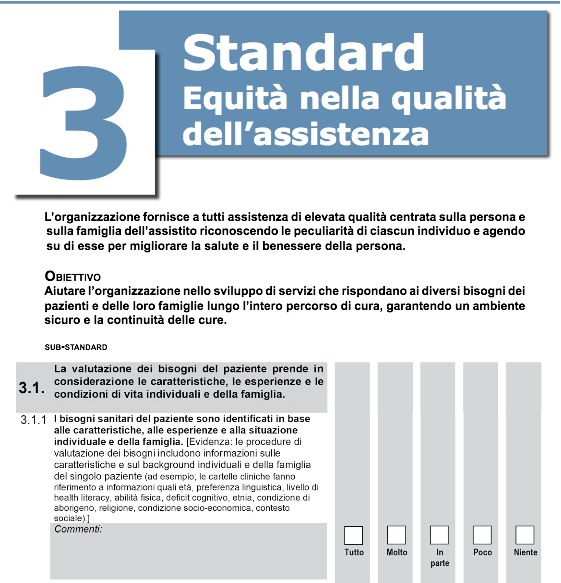 3
Standard
Equità nella qualità
dell’assistenza
L’organizzazione fornisce a tutti assistenza di elevata qualità centrata sulla persona e
sulla famiglia dell’assistito riconoscendo le peculiarità di ciascun individuo e agendo
su di esse per migliorare la salute e il benessere della persona.
OBIETTIVO
Aiutare l’organizzazione nello sviluppo di servizi che rispondano ai diversi bisogni dei
pazienti e delle loro famiglie lungo l’intero percorso di cura, garantendo un ambiente
sicuro e la continuità delle cure.
SUB-STANDARD
3.1.
La valutazione dei bisogni del paziente prende in
considerazione le caratteristiche, le esperienze e le
condizioni di vita individuali e della famiglia.
3.1.1 I bisogni sanitari del paziente sono identificati in base
alle caratteristiche, alle esperienze e alla situazione
individuale e della famiglia. [Evidenza: le procedure di
valutazione dei bisogni includono informazioni sulle
caratteristiche e sul background individuali e della famiglia
del singolo paziente (ad esempio; le cartelle cliniche fanno
riferimento a informazioni quali età, preferenza linguistica, livello di
health literacy, abilità fisica, deficit cognitivo, etnia, condizione di
aborigeno, religione, condizione socio-economica, contesto
sociale).]
Commenti:
Tutto
Molto
In
parte
Poco
Niente